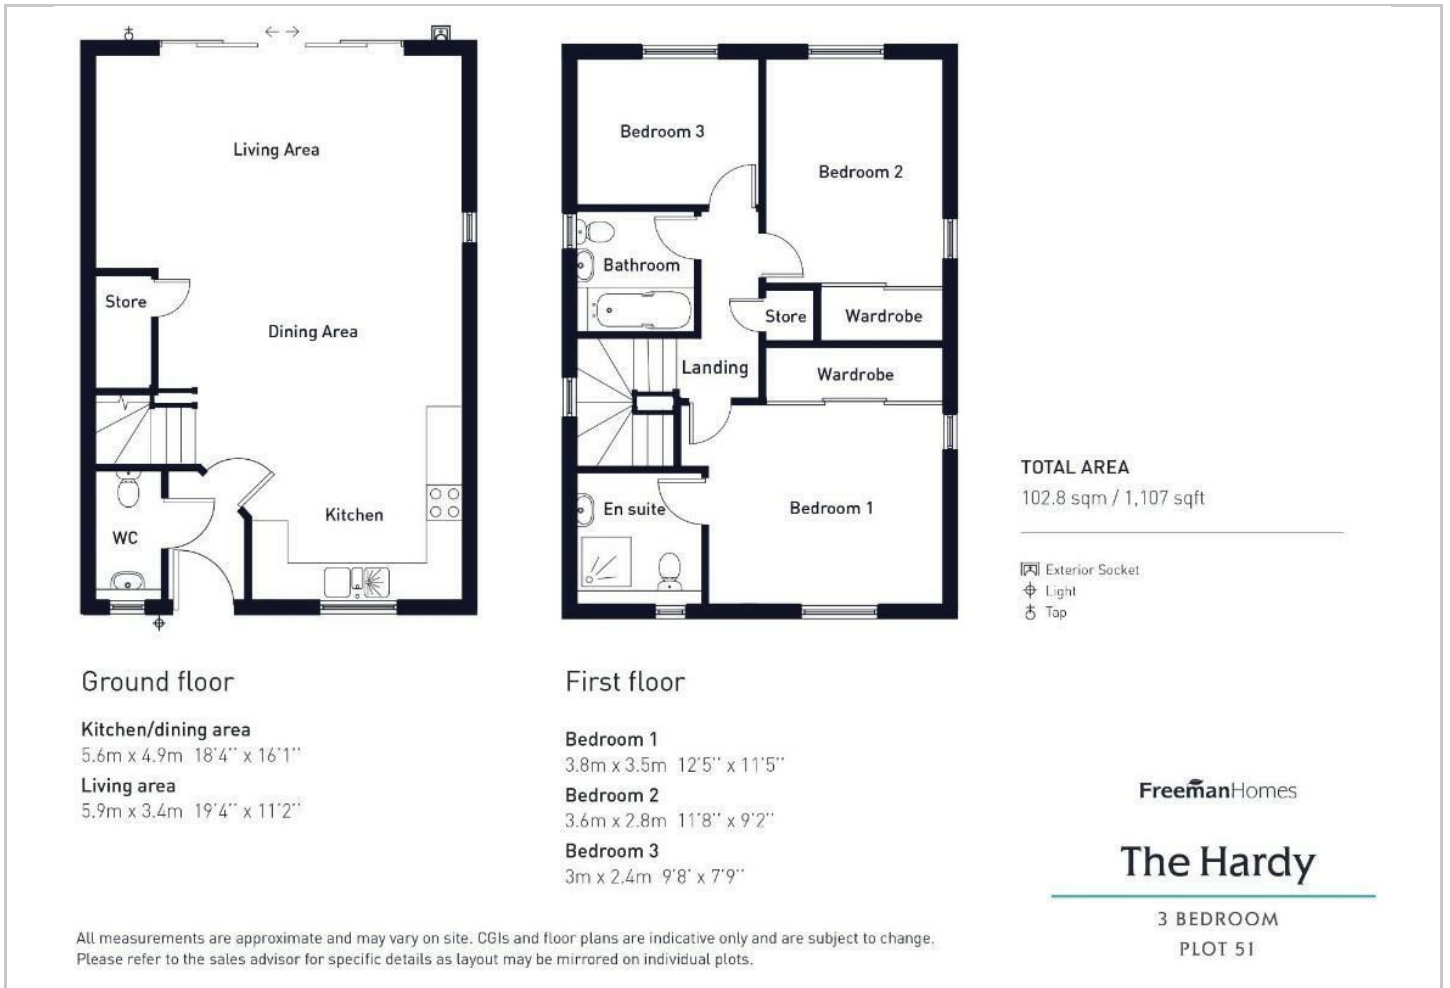 Living Area
Store
Dining Area
Kitchen
WC
Bedroom 3
Bedroom 2
Bathroom
Store
Wardrobe
Landing
Wardrobe
En suite
Bedroom 1
TOTAL AREA
102.8 sqm / 1,107 sqft
Exterior Socket
Light
Tap
Ground floor
Kitchen/dining area
5.6m x 4.9m 18'4'' x 16'1''
Living area
5.9m x 3.4m 19'4'' x 11'2''
First floor
Bedroom 1
3.8m x 3.5m 12'5'' x 11'5''
Bedroom 2
3.6m x 2.8m 11'8'' x 9'2''
Bedroom 3
3m x 2.4m 9'8' x 7'9''
FreemanHomes
The Hardy
3 BEDROOM
PLOT 51
All measurements are approximate and may vary on site. CGIs and floor plans are indicative only and are subject to change.
Please refer to the sales advisor for specific details as layout may be mirrored on individual plots.